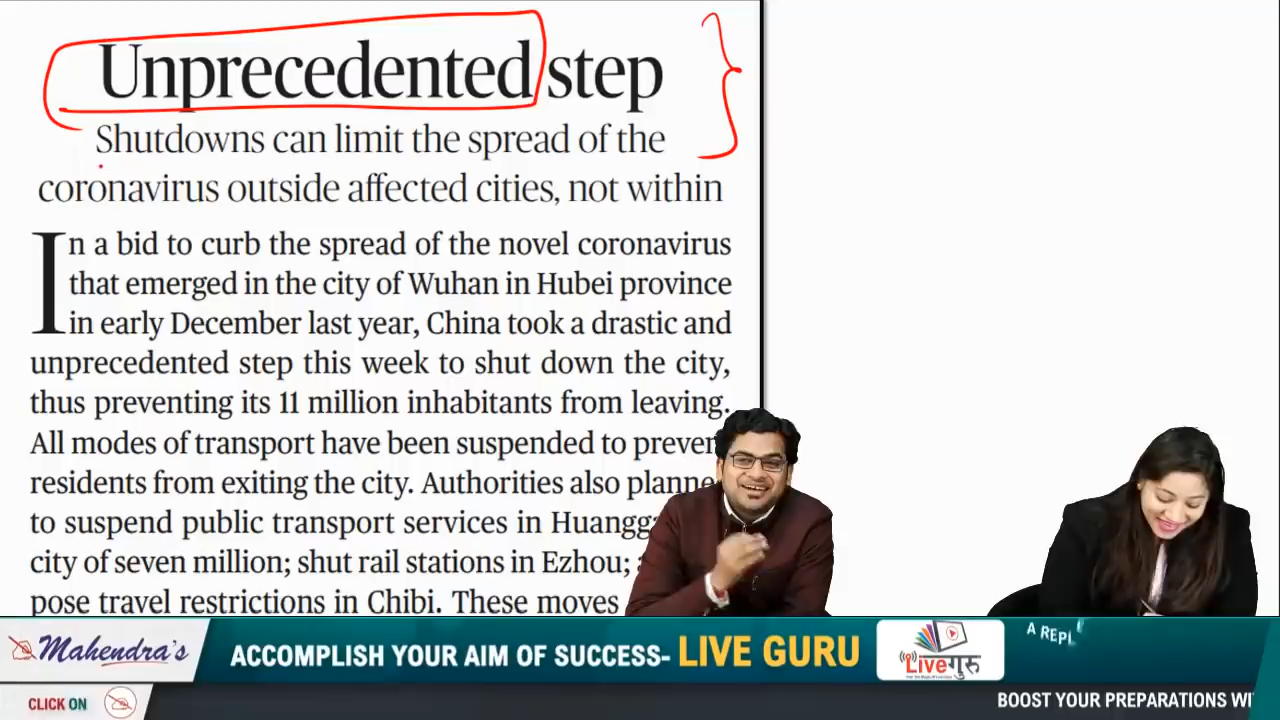 Unprecedented step
Shutdowns can limit the spread of the
coronavirus outside affected cities, not within
In a bid to curb the spread of the novel coronavirus
that emerged in the city of Wuhan in Hubei province
in early December last year, China took a drastic and
unprecedented step this week to shut down the city,
thus preventing its 11 million inhabitants from leaving.
All modes of transport have been suspended to preven
residents from exiting the city. Authorities also planne
to suspend public transport services in Huangga
city of seven million; shut rail stations in Ezhou;
pose travel restrictions in Chibi. These moves
Mahendra's
ACCOMPLISH YOUR AIM OF SUCCESS- LIVE GURU
Liveगुरु
A REPL
CLICK ON
BOOST YOUR PREPARATIONS WI